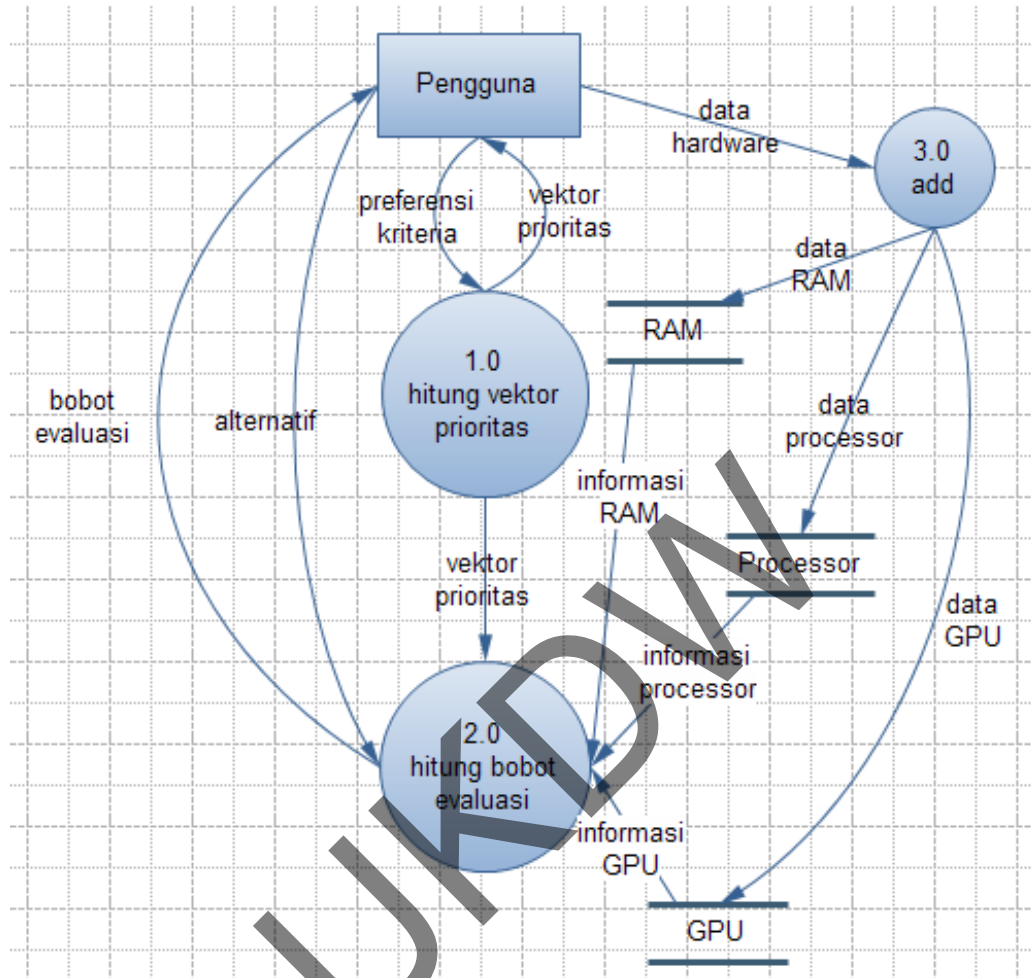 Pengguna
data
hardware
3.0
add
preferensi
kriteria
vektor
prioritas
data
RAM
RAM
1.0
hitung vektor
prioritas
bobot
evaluasi
alternatif
data
processor
informasi
RAM
Processor
vektor
prioritas
data
GPU
informasi
processor
2.0
hitung bobot
evaluasi
informasi
GPU
GPU
UKDW